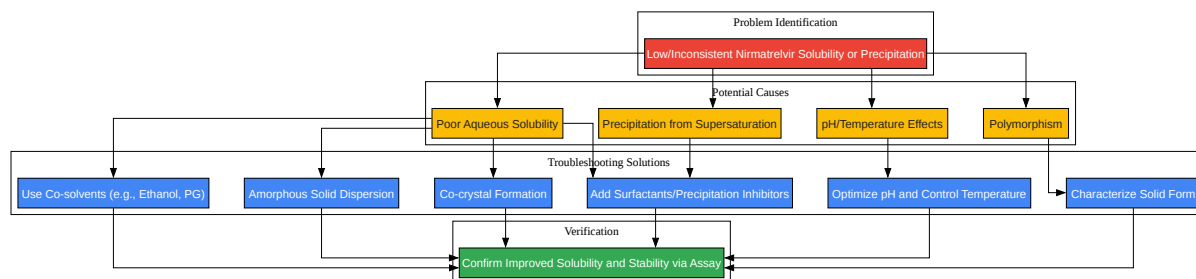 Problem Identification
Low/Inconsistent Nirmatrelvir Solubility or Precipitation
Potential Causes
Poor Aqueous Solubility
Precipitation from Supersaturation
pH/Temperature Effects
Polymorphism
Troubleshooting Solutions
Use Co-solvents (e.g., Ethanol, PG)
Amorphous Solid Dispersion
Co-crystal Formation
Add Surfactants/Precipitation Inhibitors
Optimize pH and Control Temperature
Characterize Solid Form
Verification
Confirm Improved Solubility and Stability via Assay